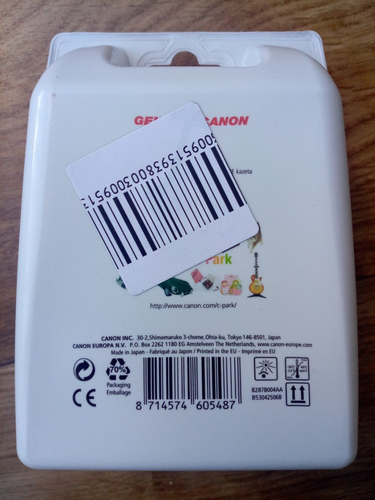 CANON
E kazeta
Park
http://www.canon.com/c-park/
CANON INC. 30-2,Shimomaruko 3-chome, Ohta-ku, Tokyo 146-8501, Japan
CANON EUROPA N.V. P.O. Box 2262 1180 EG Amstelveen The Netherlands, www.canon-europe.com
Made in Japan - Fabriqué au Japon / Printed in the EU - Imprimé en EU
70%
Packaging
Emballage
CE
8 714574 605487
8287B004AA